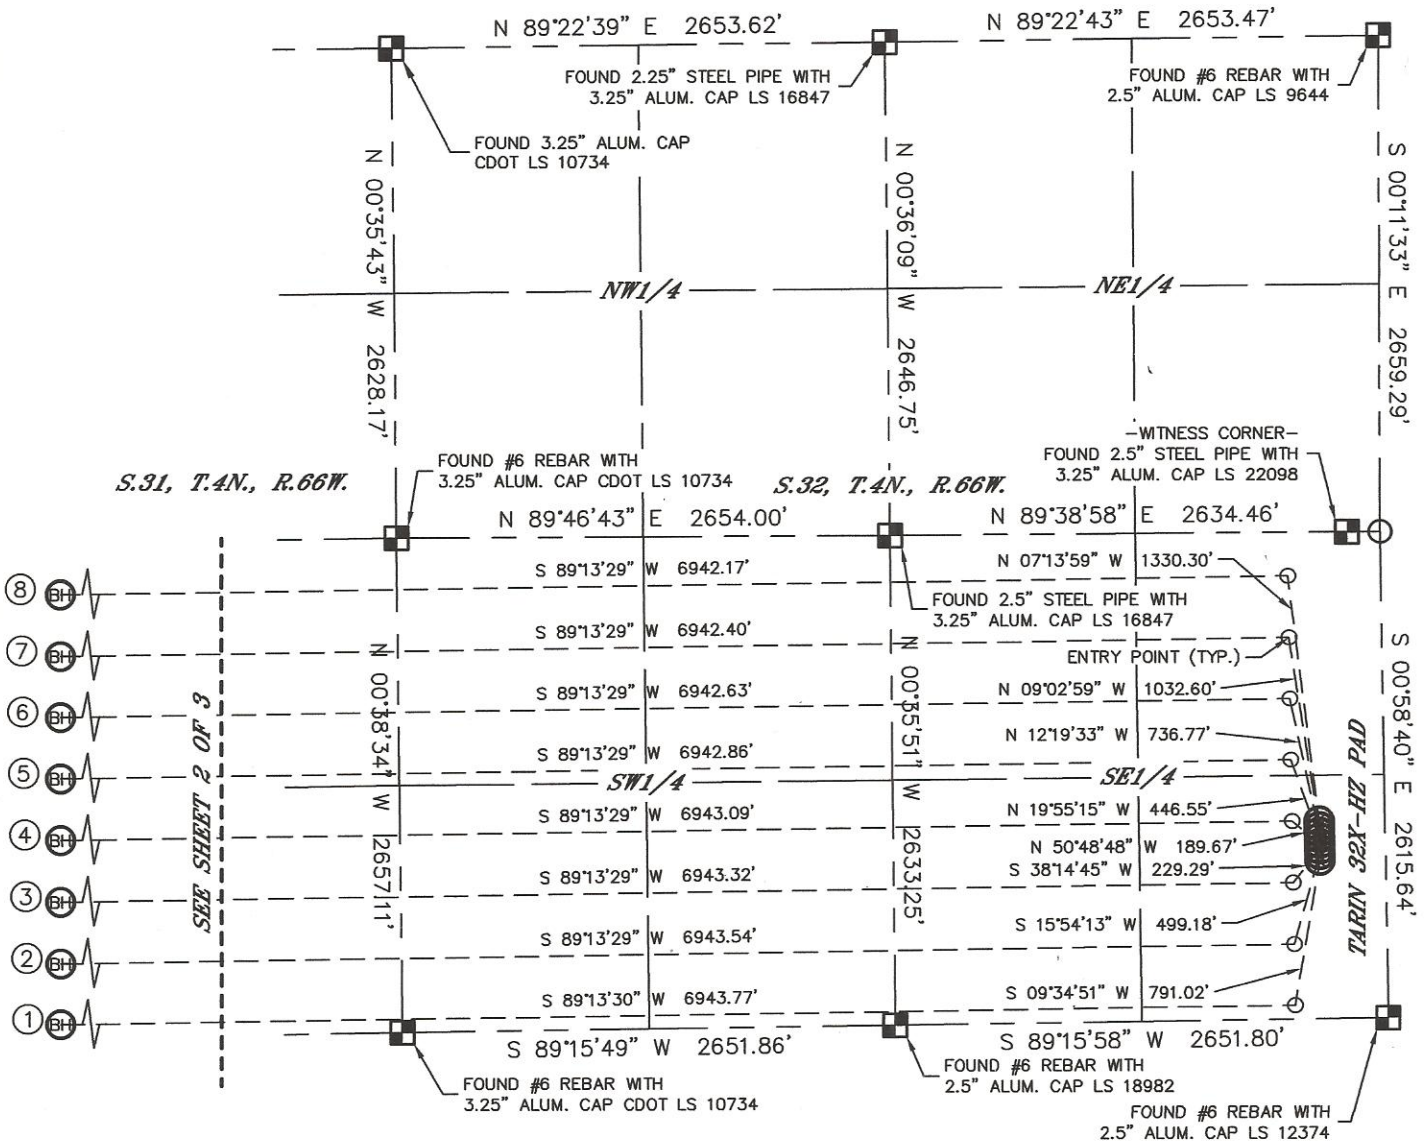 N 89°22'39" E 2653.62'
N 89°22'43" E 2653.47'
FOUND 2.25" STEEL PIPE WITH
3.25" ALUM. CAP LS 16847
FOUND #6 REBAR WITH
2.5" ALUM. CAP LS 9644
FOUND 3.25" ALUM. CAP
CDOT LS 10734
N 00°35'43" W 2628.17'
N 00°36'09" W 2646.75'
S 00°11'33" E 2659.29'
NW1/4
NE1/4
-WITNESS CORNER-
FOUND 2.5" STEEL PIPE WITH
3.25" ALUM. CAP LS 22098
FOUND #6 REBAR WITH
3.25" ALUM. CAP CDOT LS 10734
S.31, T.4N., R.66W.
S.32, T.4N., R.66W.
N 89°46'43" E 2654.00'
N 89°38'58" E 2634.46'
8 BH
S 89°13'29" W 6942.17'
N 07°13'59" W 1330.30'
FOUND 2.5" STEEL PIPE WITH
3.25" ALUM. CAP LS 16847
7 BH
S 89°13'29" W 6942.40'
ENTRY POINT (TYP.)
6 BH
S 89°13'29" W 6942.63'
N 09°02'59" W 1032.60'
5 BH
S 89°13'29" W 6942.86'
N 12°19'33" W 736.77'
SW1/4
SE1/4
4 BH
S 89°13'29" W 6943.09'
N 19°55'15" W 446.55'
N 50°48'48" W 189.67'
3 BH
S 89°13'29" W 6943.32'
S 38°14'45" W 229.29'
2 BH
S 89°13'29" W 6943.54'
S 15°54'13" W 499.18'
1 BH
S 89°13'30" W 6943.77'
S 09°34'51" W 791.02'
SEE SHEET 2 OF 3
N 00°38'34" W 2657.11'
N 00°35'51" W 2633.25'
TARIN 32X-HZ PAD
S 00°58'40" E 2615.64'
S 89°15'49" W 2651.86'
S 89°15'58" W 2651.80'
FOUND #6 REBAR WITH
3.25" ALUM. CAP CDOT LS 10734
FOUND #6 REBAR WITH
2.5" ALUM. CAP LS 18982
FOUND #6 REBAR WITH
2.5" ALUM. CAP LS 12374